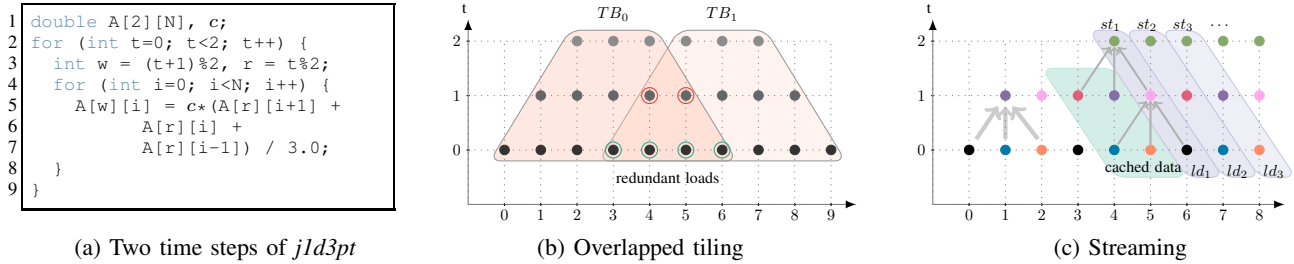 1 double A[2][N], c;
2 for (int t=0; t<2; t++) {
3 int w = (t+1)%2, r = t%2;
4 for (int i=0; i<N; i++) {
5 A[w][i] = c*(A[r][i+1] +
6 A[r][i] +
7 A[r][i-1]) / 3.0;
8 }
9 }
(a) Two time steps of j1d3pt
t
TB0 TB1
2
1
0
redundant loads
0 1 2 3 4 5 6 7 8 9
(b) Overlapped tiling
t
st1 st2 st3 ...
2
1
0
cached data ld1 ld2 ld3
0 1 2 3 4 5 6 7 8
(c) Streaming